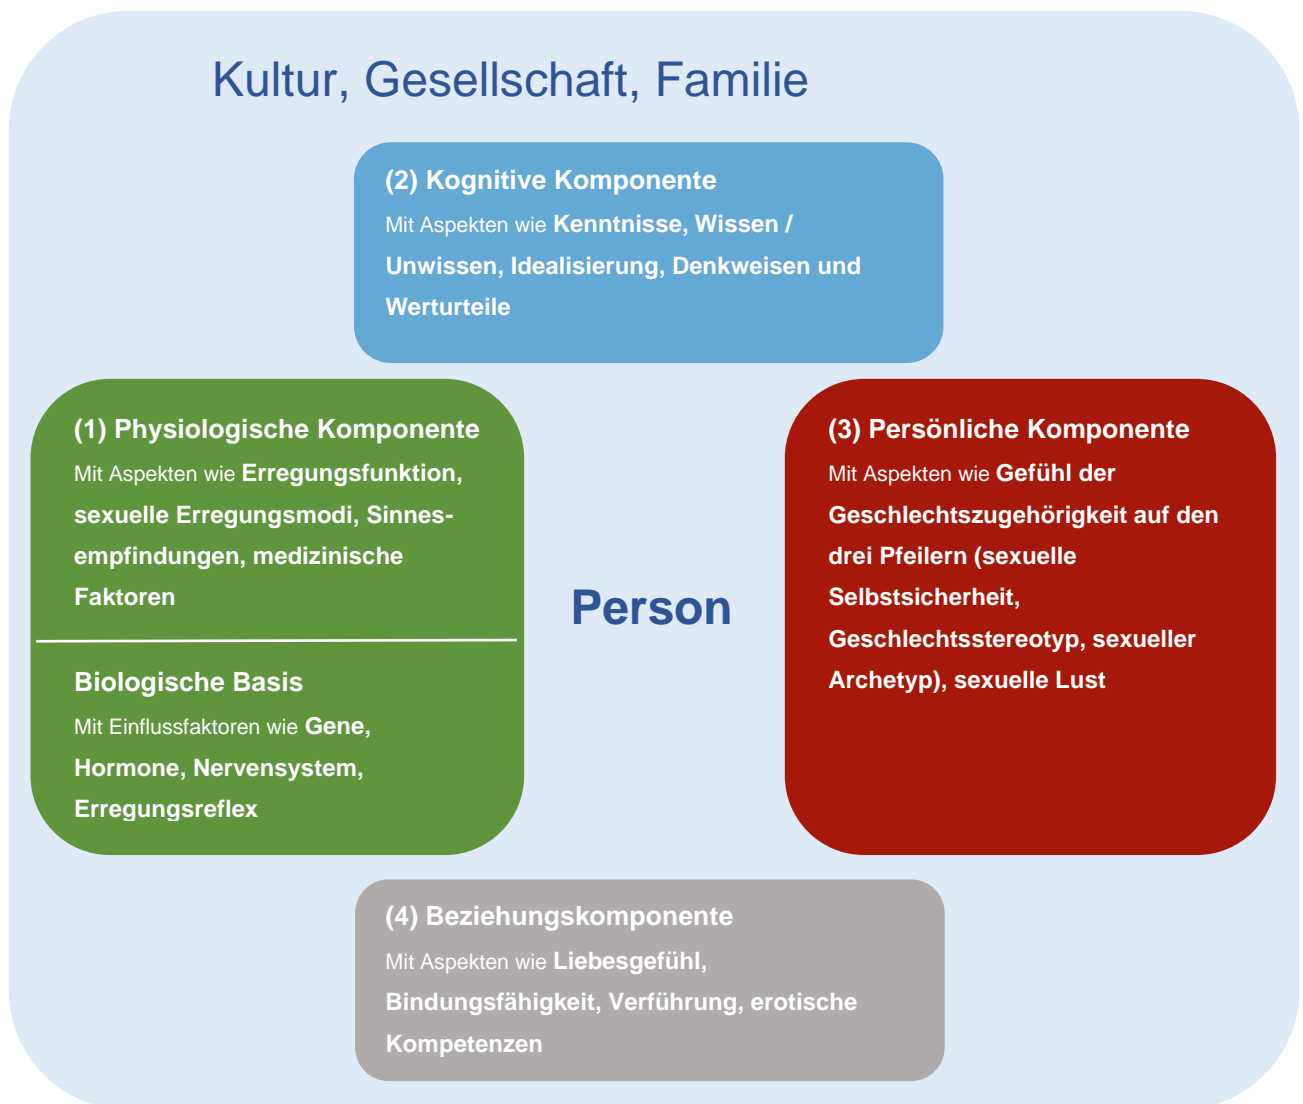 Kultur, Gesellschaft, Familie
(2) Kognitive Komponente
Mit Aspekten wie Kenntnisse, Wissen /
Unwissen, Idealisierung, Denkweisen und
Werturteile
(1) Physiologische Komponente
Mit Aspekten wie Erregungsfunktion,
sexuelle Erregungsmodi, Sinnes-
empfindungen, medizinische
Faktoren
Biologische Basis
Mit Einflussfaktoren wie Gene,
Hormone, Nervensystem,
Erregungsreflex
Person
(3) Persönliche Komponente
Mit Aspekten wie Gefühl der
Geschlechtszugehörigkeit auf den
drei Pfeilern (sexuelle
Selbstsicherheit,
Geschlechtsstereotyp, sexueller
Archetyp), sexuelle Lust
(4) Beziehungskomponente
Mit Aspekten wie Liebesgefühl,
Bindungsfähigkeit, Verführung, erotische
Kompetenzen